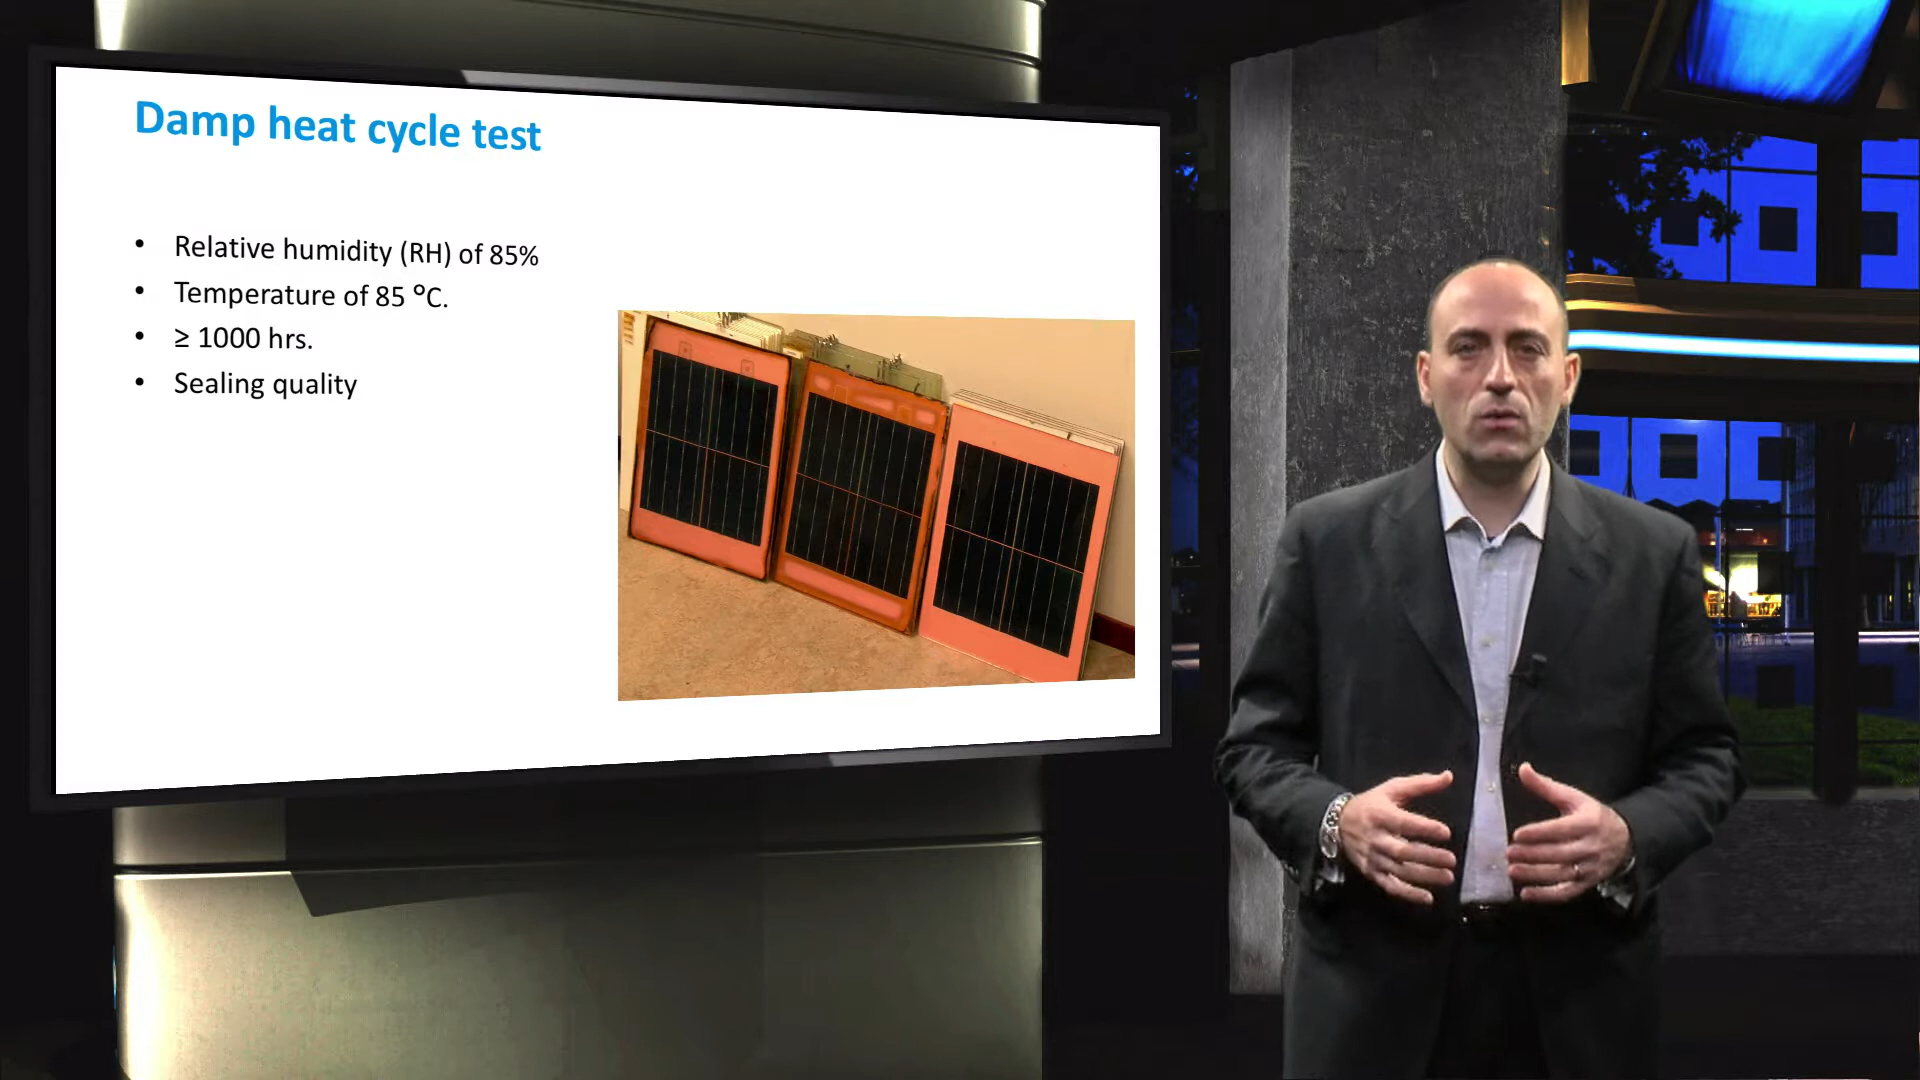 Damp heat cycle test
• Relative humidity (RH) of 85%
• Temperature of 85 °C.
• ≥ 1000 hrs.
• Sealing quality